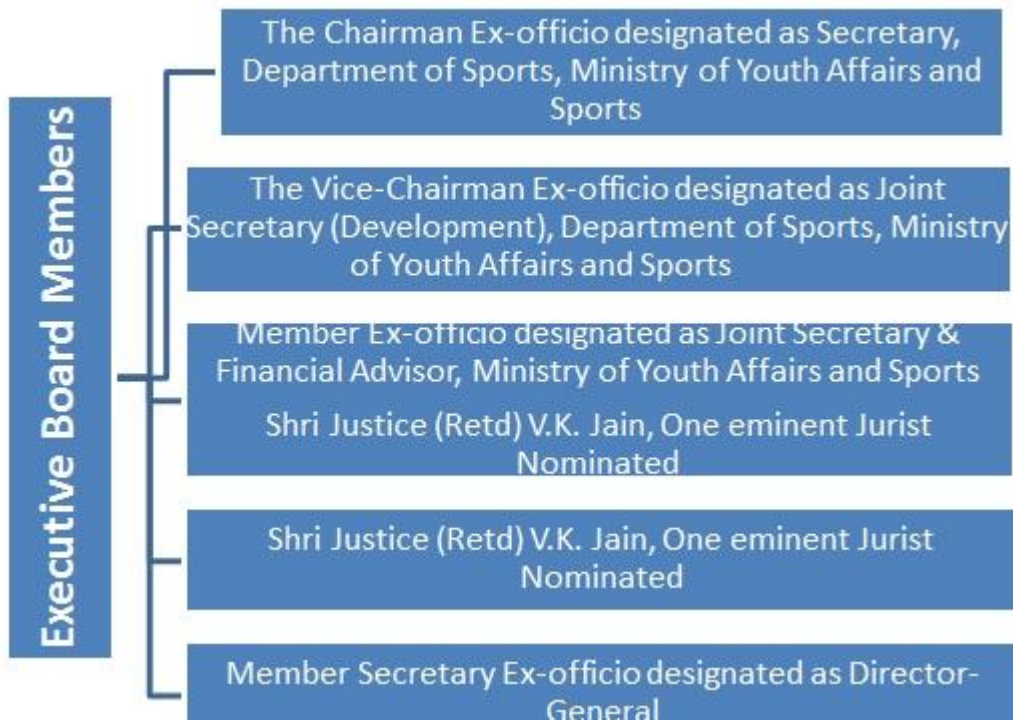 Executive Board Members
The Chairman Ex-officio designated as Secretary,
Department of Sports, Ministry of Youth Affairs and
Sports
The Vice-Chairman Ex-officio designated as Joint
Secretary (Development), Department of Sports, Ministry
of Youth Affairs and Sports
Member Ex-officio designated as Joint Secretary &
Financial Advisor, Ministry of Youth Affairs and Sports
Shri Justice (Retd) V.K. Jain, One eminent Jurist
Nominated
Shri Justice (Retd) V.K. Jain, One eminent Jurist
Nominated
Member Secretary Ex-officio designated as Director-
General